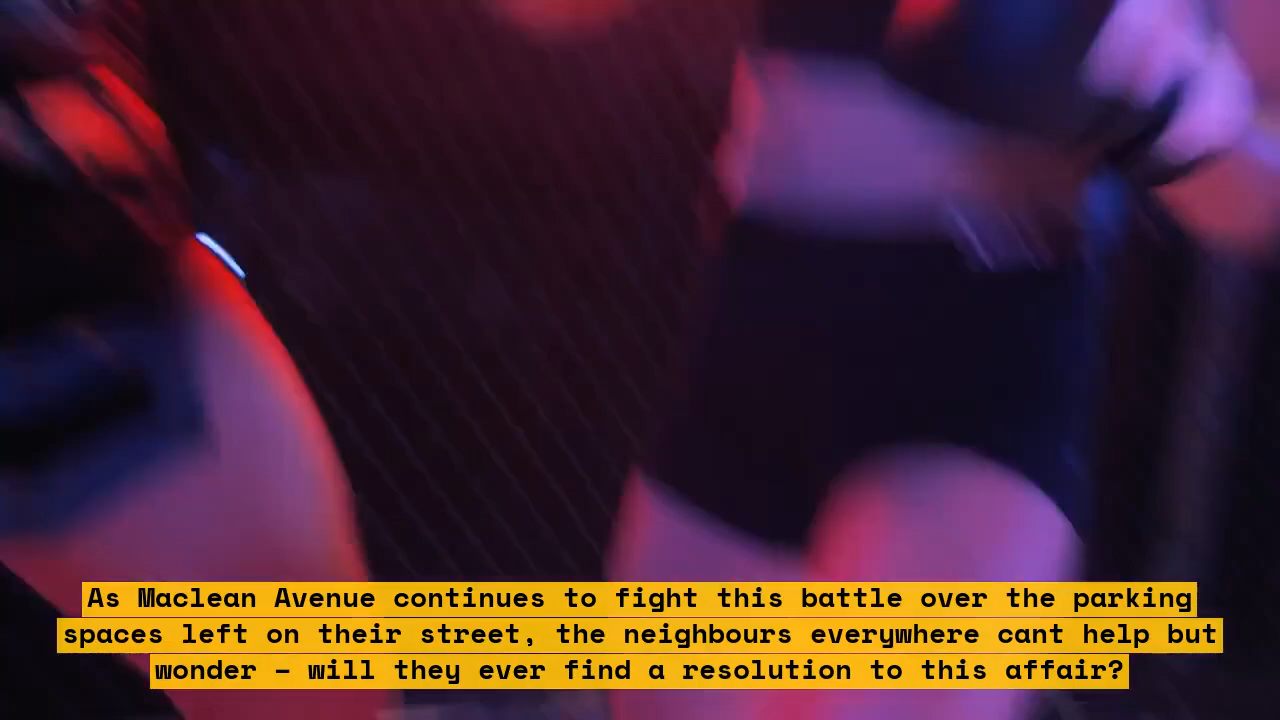 As Maclean Avenue continues to fight this battle over the parking
spaces left on their street, the neighbours everywhere cant help but
wonder – will they ever find a resolution to this affair?